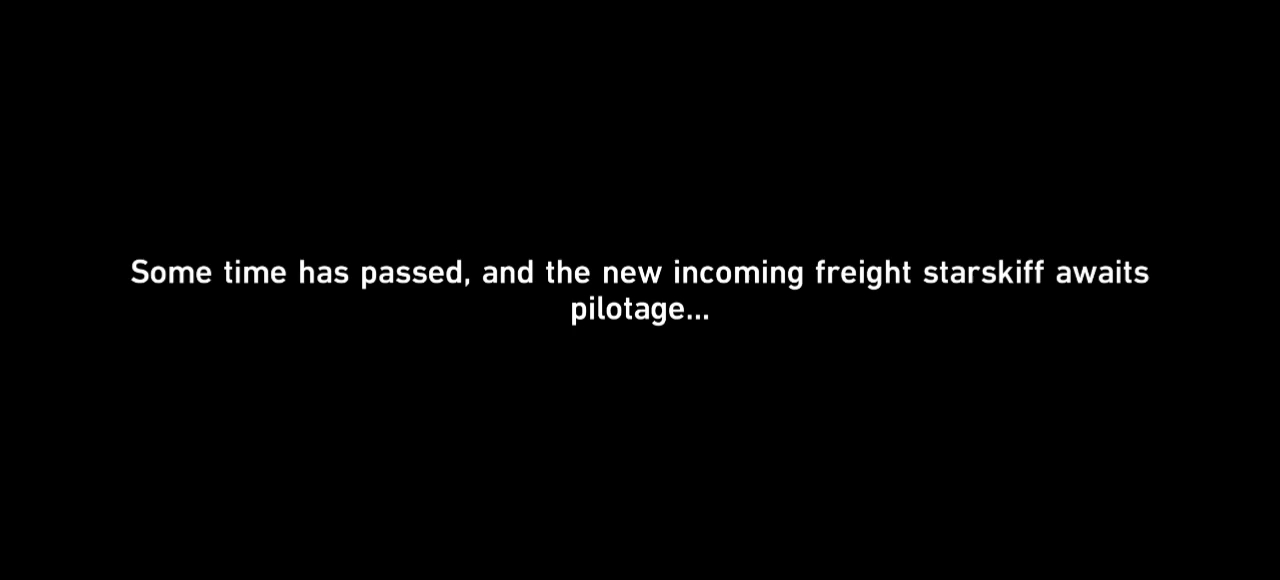 Some time has passed, and the new incoming freight starskiff awaits
pilotage...